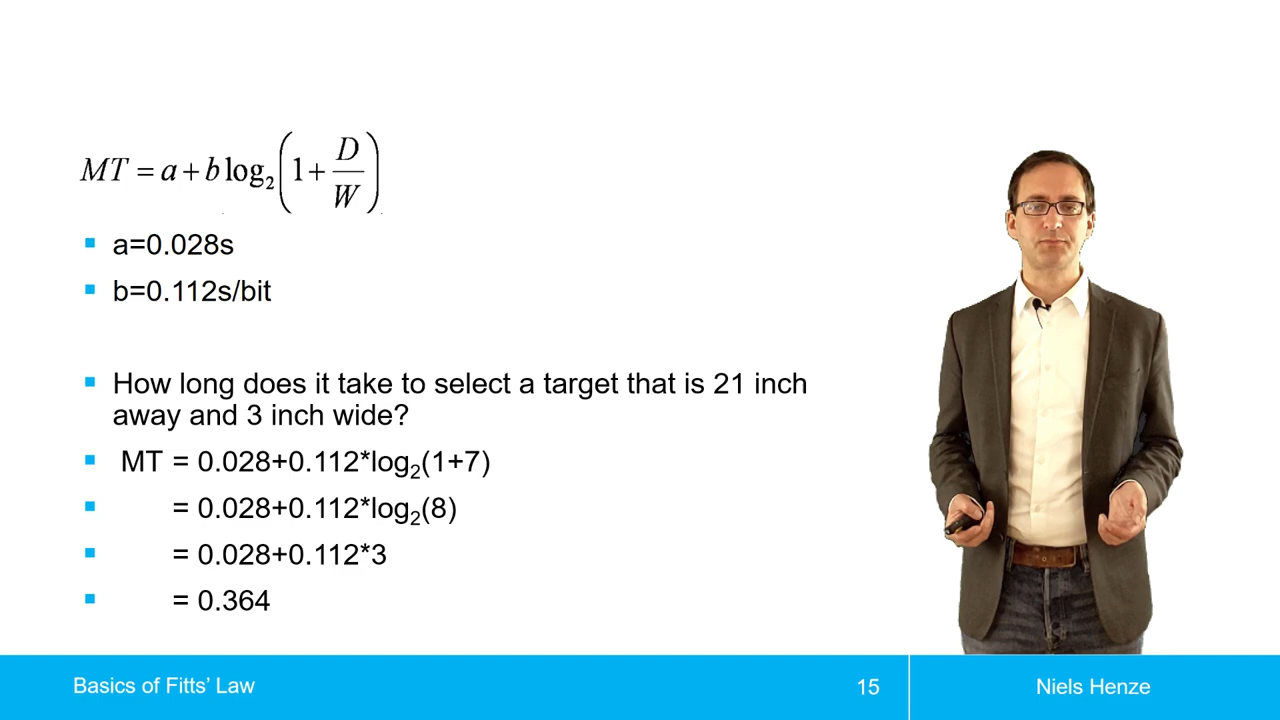 MT = a + b log₂(1 + D/W)
▪ a=0.028s
▪ b=0.112s/bit
▪ How long does it take to select a target that is 21 inch
away and 3 inch wide?
▪ MT = 0.028+0.112*log₂(1+7)
▪ = 0.028+0.112*log₂(8)
▪ = 0.028+0.112*3
▪ = 0.364
Basics of Fitts’ Law
15
Niels Henze